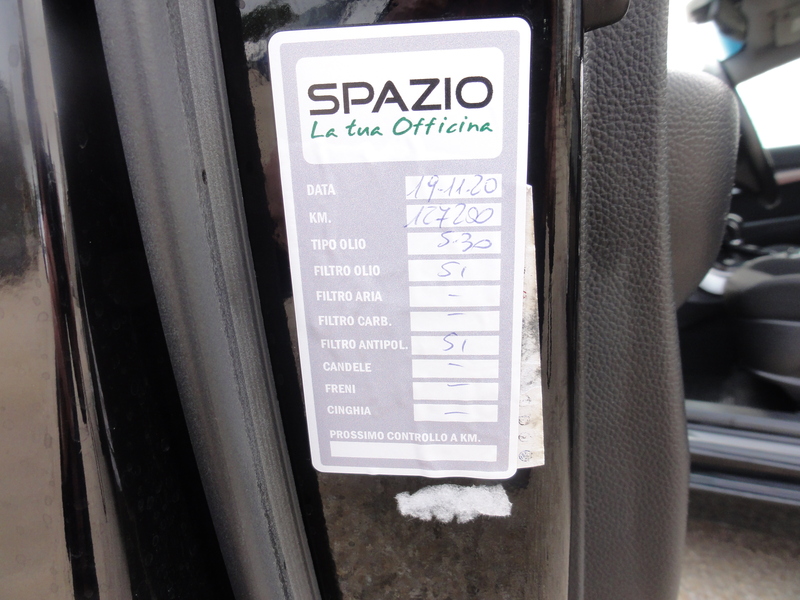 SPAZIO
La tua Officina
DATA 19-11-20
KM. 127200
TIPO OLIO 5-30
FILTRO OLIO SI
FILTRO ARIA -
FILTRO CARB. -
FILTRO ANTIPOL. SI
CANDELE -
FRENI -
CINGHIA -
PROSSIMO CONTROLLO A KM.